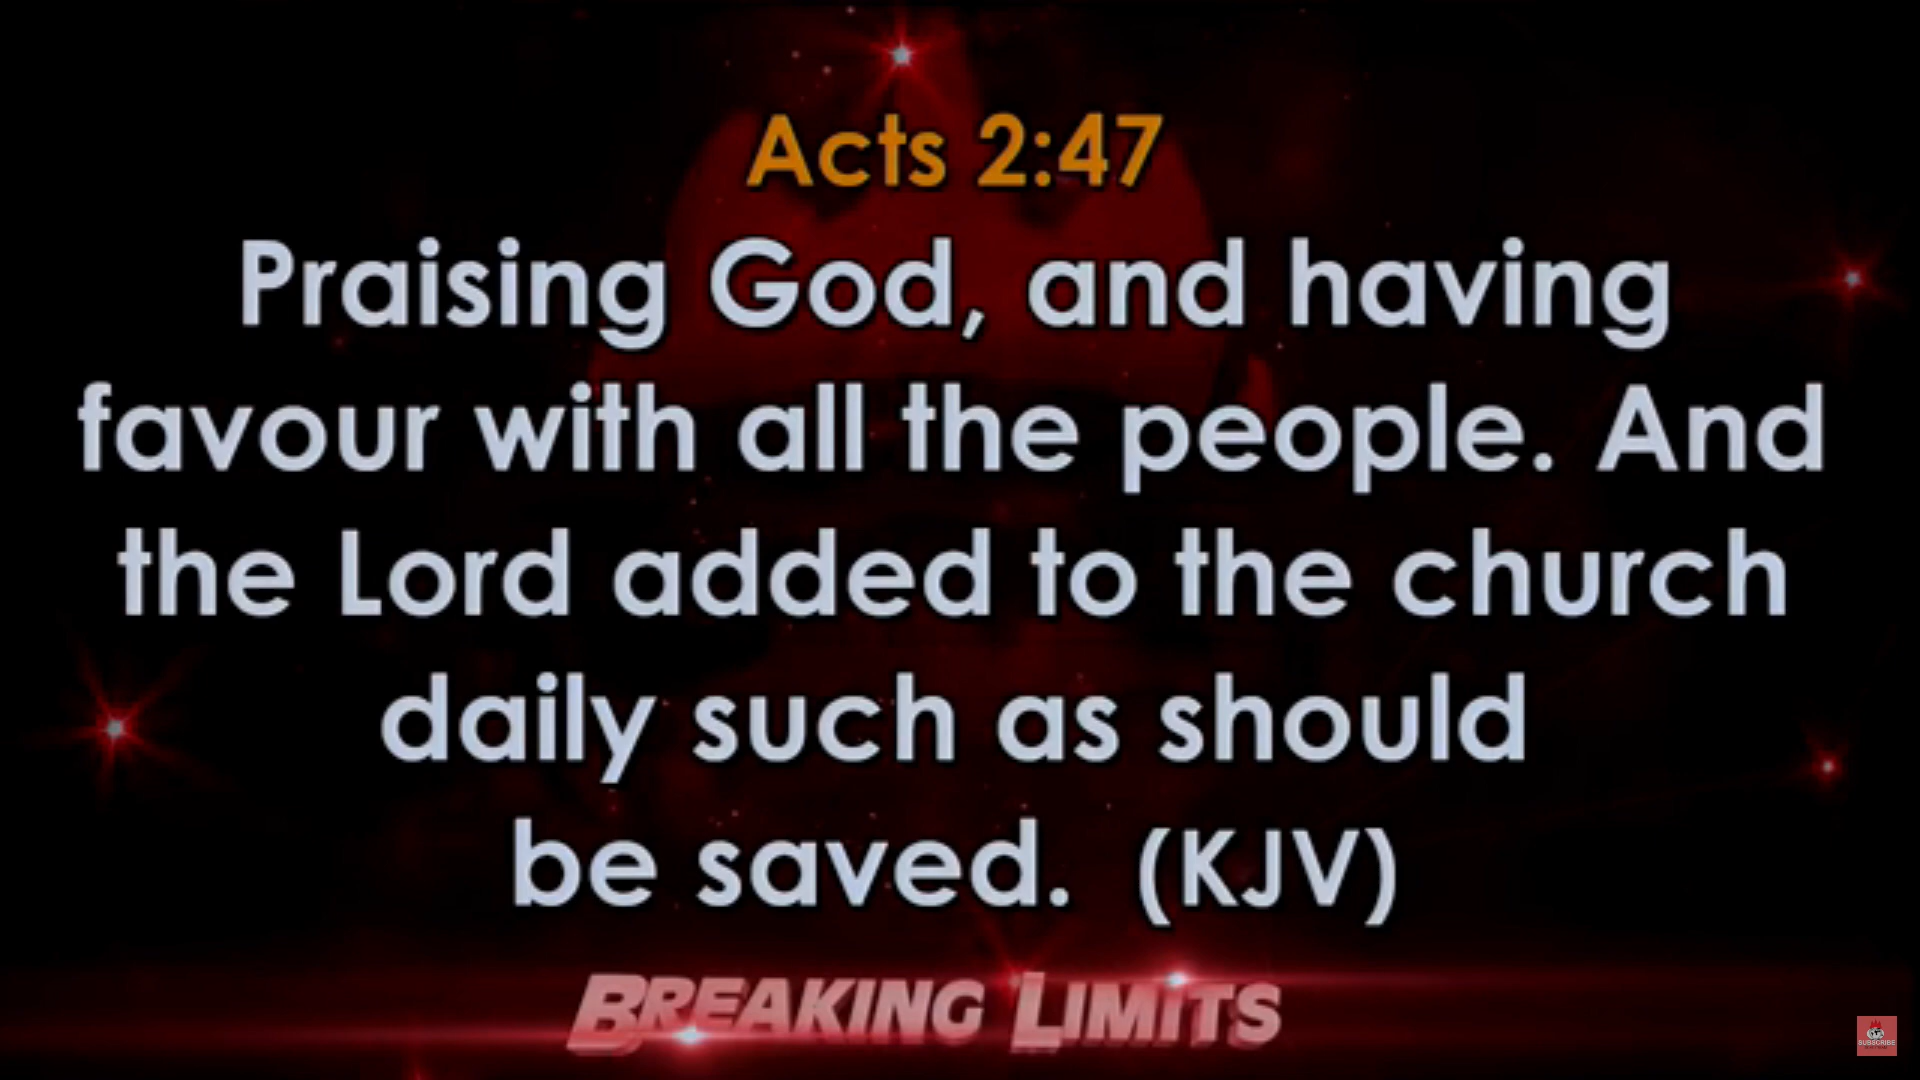 Acts 2:47
Praising God, and having
favour with all the people. And
the Lord added to the church
daily such as should
be saved. (KJV)
BREAKING LIMITS
SUBSCRIBE